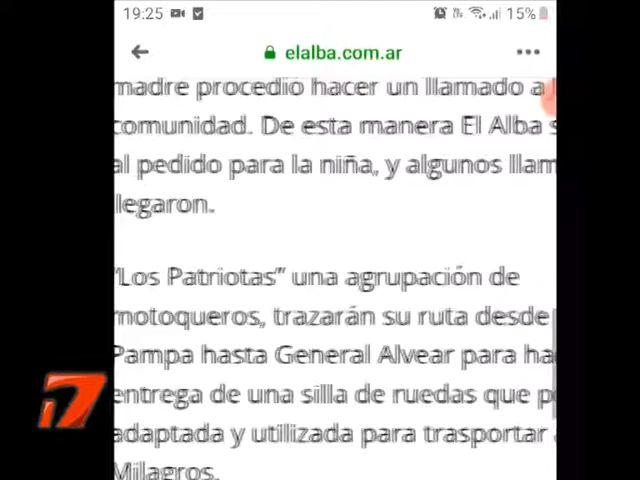 19:25 15%
elalba.com.ar
madre procedio hacer un llamado a
comunidad. De esta manera El Alba
al pedido para la niña, y algunos
llegaron.
“Los Patriotas” una agrupación de
motoqueros, trazarán su ruta desde
Pampa hasta General Alvear para
entrega de una silla de ruedas que
adaptada y utilizada para trasportar
Milagros.
7